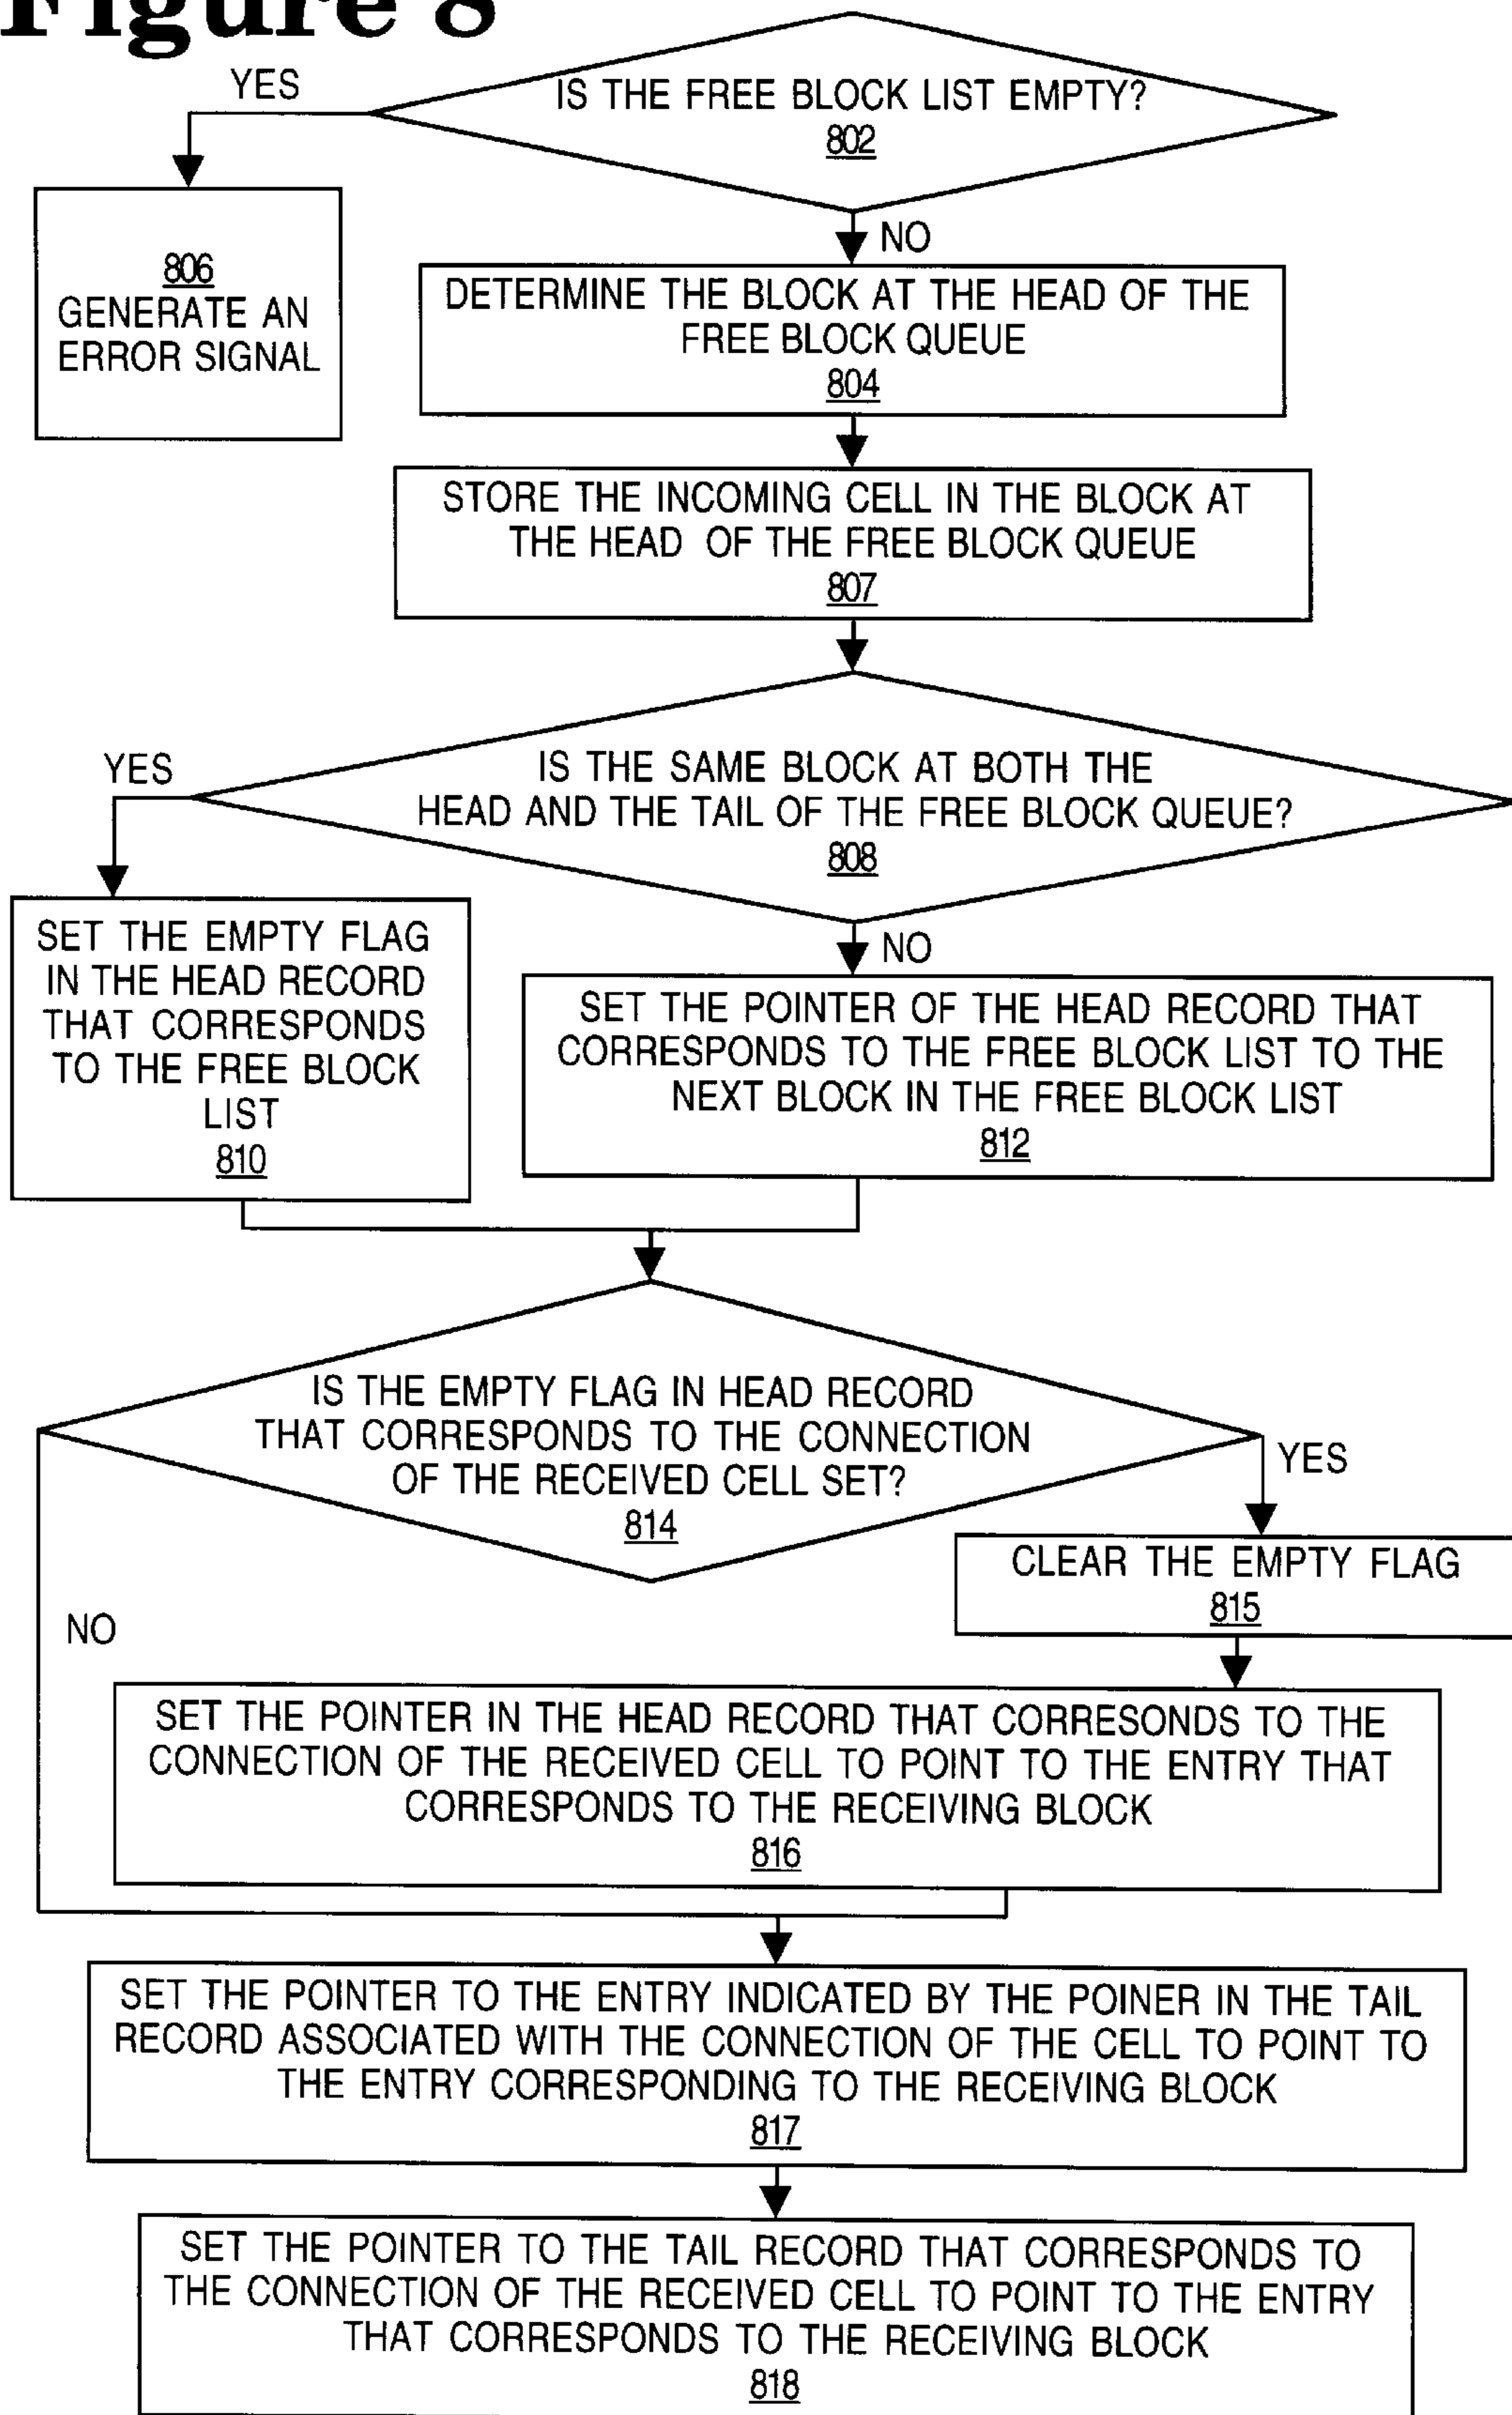 Figure 8
YES
IS THE FREE BLOCK LIST EMPTY?
802
NO
806
GENERATE AN
ERROR SIGNAL
DETERMINE THE BLOCK AT THE HEAD OF THE
FREE BLOCK QUEUE
804
STORE THE INCOMING CELL IN THE BLOCK AT
THE HEAD OF THE FREE BLOCK QUEUE
807
YES
IS THE SAME BLOCK AT BOTH THE
HEAD AND THE TAIL OF THE FREE BLOCK QUEUE?
808
NO
SET THE EMPTY FLAG
IN THE HEAD RECORD
THAT CORRESPONDS
TO THE FREE BLOCK
LIST
810
SET THE POINTER OF THE HEAD RECORD THAT
CORRESPONDS TO THE FREE BLOCK LIST TO THE
NEXT BLOCK IN THE FREE BLOCK LIST
812
IS THE EMPTY FLAG IN HEAD RECORD
THAT CORRESPONDS TO THE CONNECTION
OF THE RECEIVED CELL SET?
814
YES
CLEAR THE EMPTY FLAG
815
NO
SET THE POINTER IN THE HEAD RECORD THAT CORRESONDS TO THE
CONNECTION OF THE RECEIVED CELL TO POINT TO THE ENTRY THAT
CORRESPONDS TO THE RECEIVING BLOCK
816
SET THE POINTER TO THE ENTRY INDICATED BY THE POINER IN THE TAIL
RECORD ASSOCIATED WITH THE CONNECTION OF THE CELL TO POINT TO
THE ENTRY CORRESPONDING TO THE RECEIVING BLOCK
817
SET THE POINTER TO THE TAIL RECORD THAT CORRESPONDS TO
THE CONNECTION OF THE RECEIVED CELL TO POINT TO THE ENTRY
THAT CORRESPONDS TO THE RECEIVING BLOCK
818